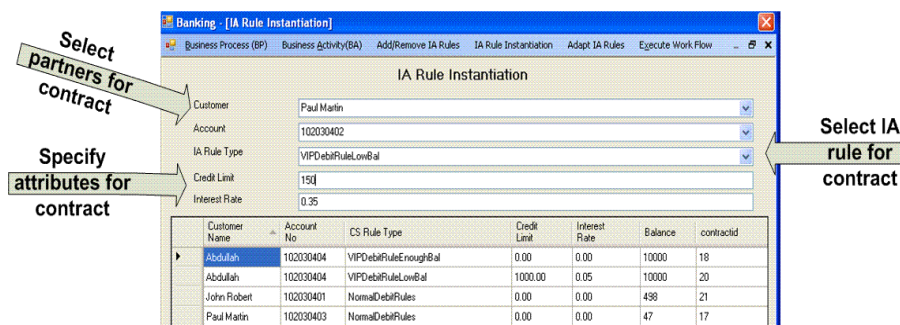 Banking - [IA Rule Instantiation]
Business Process (BP) Business Activity(BA) Add/Remove IA Rules IA Rule Instantiation Adapt IA Rules Execute Work Flow
IA Rule Instantiation
Select
partners for
contract
Customer Paul Martin
Account 102030402
IA Rule Type VIPDebitRuleLowBal
Credit Limit 150
Interest Rate 0.35
Select IA
rule for
contract
Specify
attributes for
contract
Customer Name Account No CS Rule Type Credit Limit Interest Rate Balance contractid
Abdullah 102030404 VIPDebitRuleEnoughBal 0.00 0.00 10000 18
Abdullah 102030404 VIPDebitRuleLowBal 1000.00 0.05 10000 20
John Robert 102030401 NormalDebitRules 0.00 0.00 498 21
Paul Martin 102030403 NormalDebitRules 0.00 0.00 47 17